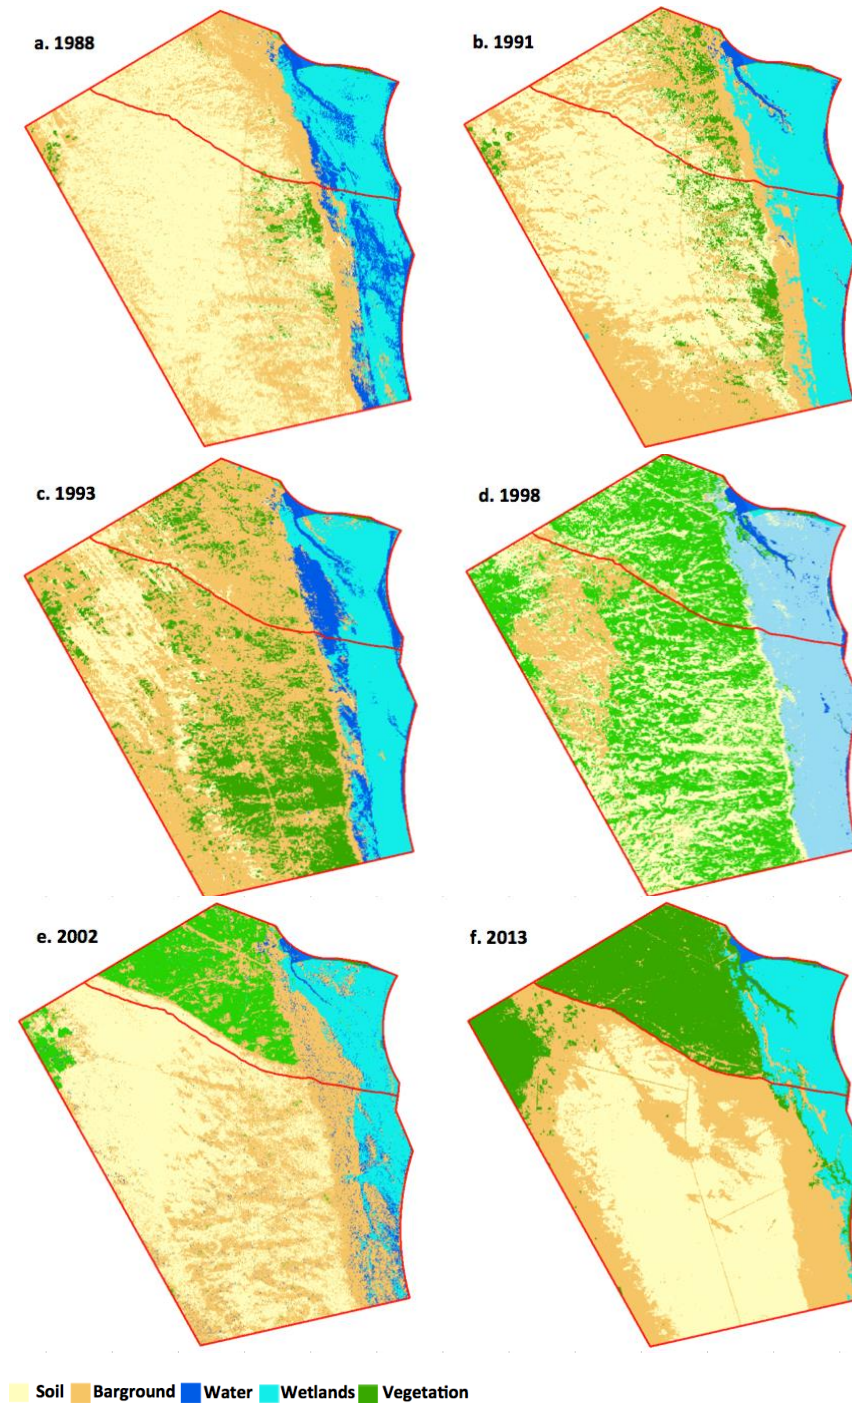 a. 1988
b. 1991
c. 1993
d. 1998
e. 2002
f. 2013
Soil Barground Water Wetlands Vegetation